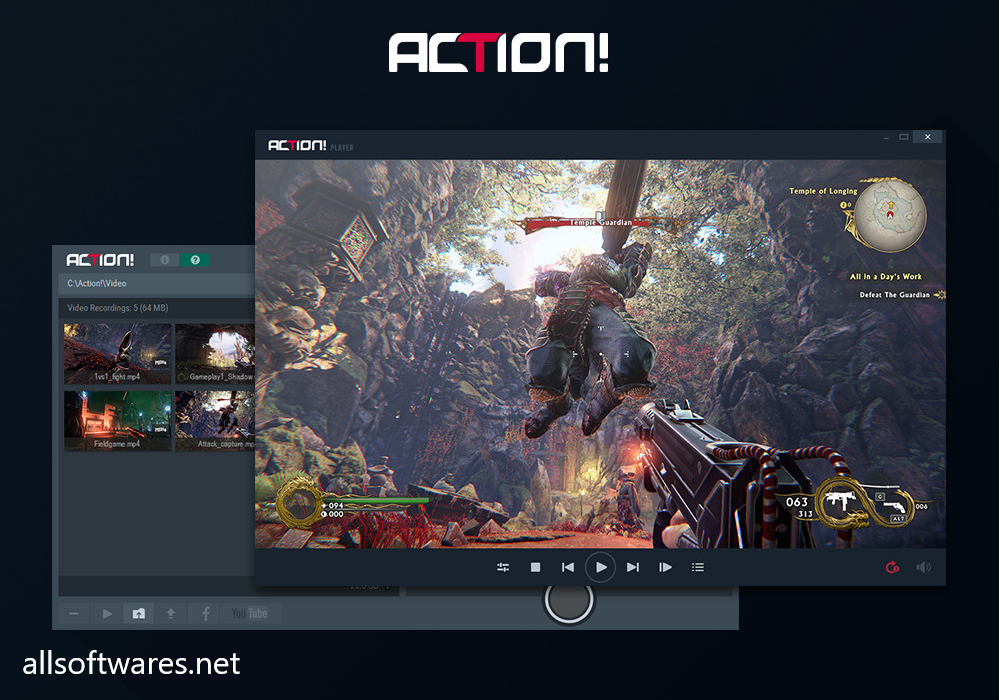 ACTION!
ACTION! PLAYER
Temple of Longing
Temple Guardian
All in a Day's Work
Defeat The Guardian
ACTION!
C:\Action!\Video
Video Recordings: 5 (64 MB)
1vs1_fight.mp4
Gameplay1_Shadow
Fieldgame.mp4
Attack_capture.mp
094
000
063
313
C
006
ALT
YouTube
allsoftwares.net